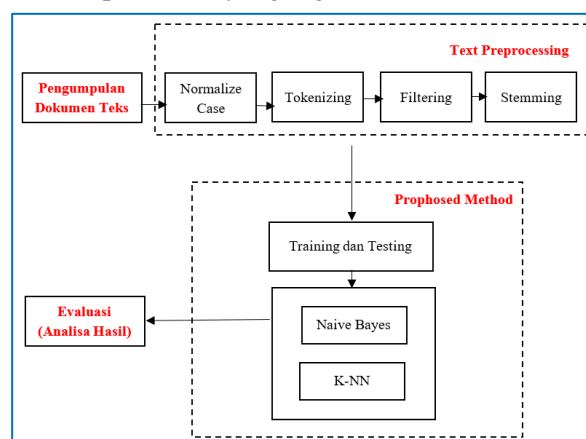 Text Preprocessing
Pengumpulan
Dokumen Teks
Normalize
Case
Tokenizing
Filtering
Stemming
Prophosed Method
Training dan Testing
Naive Bayes
K-NN
Evaluasi
(Analisa Hasil)